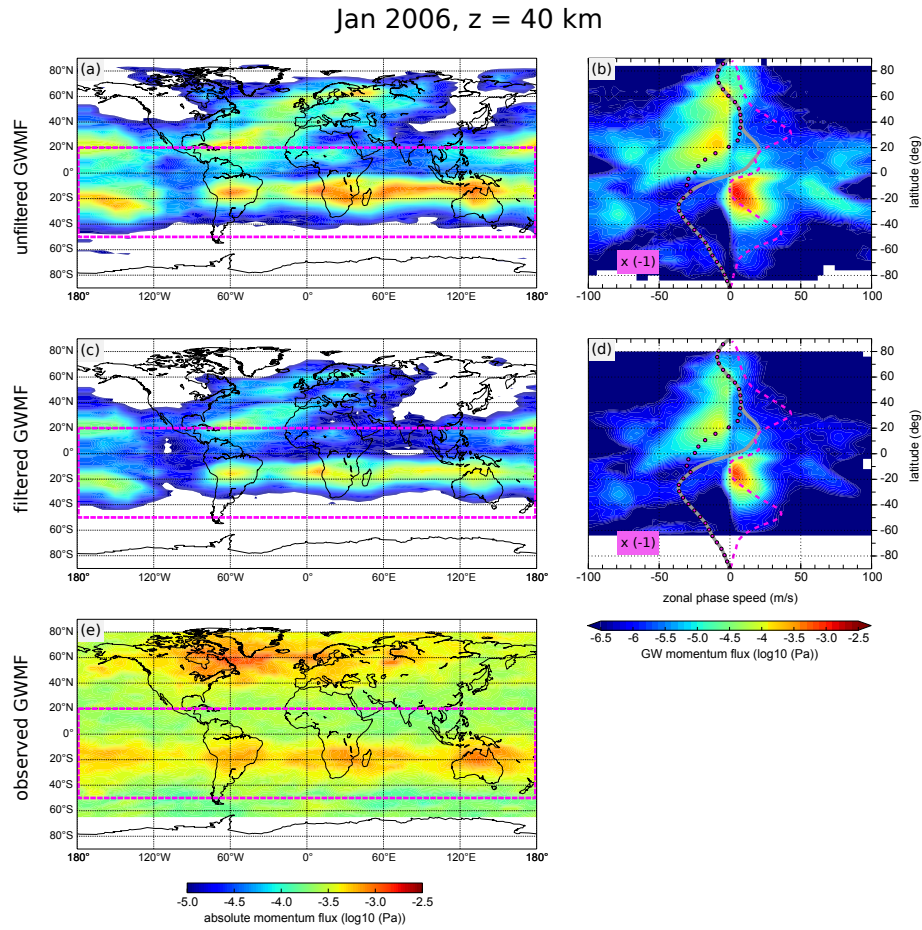 Jan 2006, z = 40 km
unfiltered GWMF
(a)
80°N
60°N
40°N
20°N
0°
20°S
40°S
60°S
80°S
180° 120°W 60°W 0° 60°E 120°E 180°
(b)
x (-1)
80
60
40
20
0
-20
-40
-60
-80
latitude (deg)
-100 -50 0 50 100
filtered GWMF
(c)
80°N
60°N
40°N
20°N
0°
20°S
40°S
60°S
80°S
180° 120°W 60°W 0° 60°E 120°E 180°
(d)
x (-1)
80
60
40
20
0
-20
-40
-60
-80
latitude (deg)
-100 -50 0 50 100
zonal phase speed (m/s)
-6.5 -6 -5.0 -4.5 -4 -3.5 -3.0 -2.5
GW momentum flux (log10 (Pa))
observed GWMF
(e)
80°N
60°N
40°N
20°N
0°
20°S
40°S
60°S
80°S
180° 120°W 60°W 0° 60°E 120°E 180°
-5.0 -4.5 -4.0 -3.5 -3.0 -2.5
absolute momentum flux (log10 (Pa))